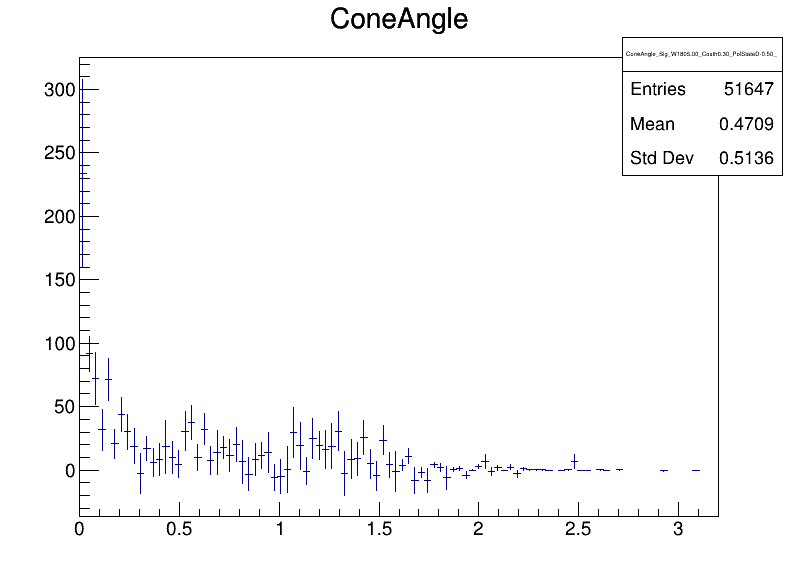 ConeAngle
ConeAngle_Sig_W1805.00_Costh0.30_PolStateD-0.50_
Entries 51647
Mean 0.4709
Std Dev 0.5136
300
250
200
150
100
50
0
0 0.5 1 1.5 2 2.5 3